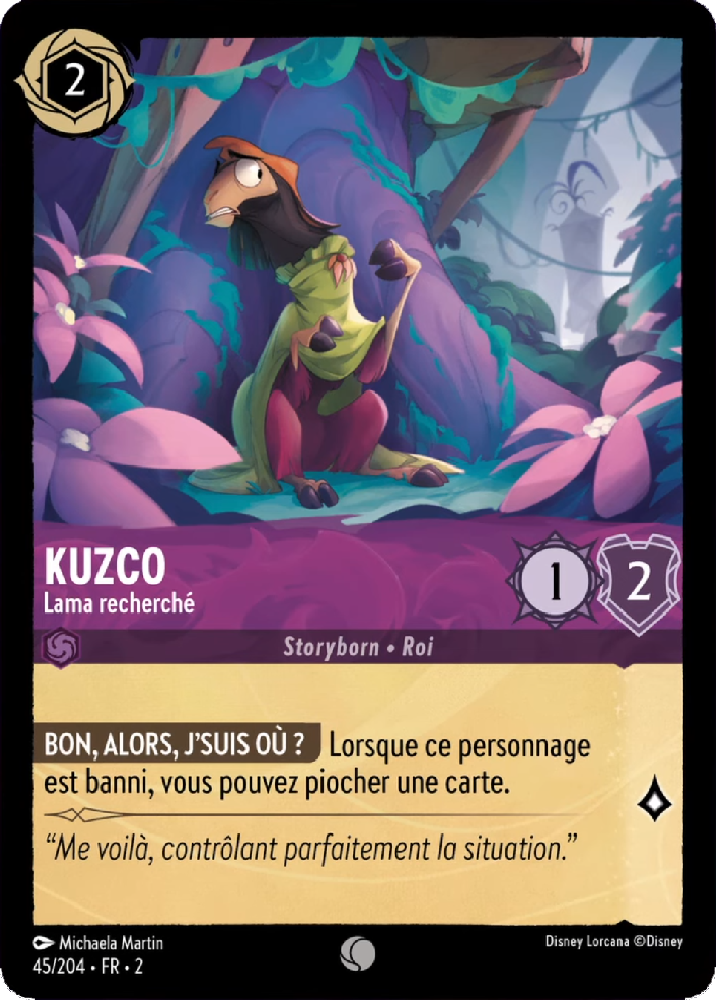 2
KUZCO
Lama recherché
1
2
Storyborn • Roi
BON, ALORS, J'SUIS OÙ ? Lorsque ce personnage
est banni, vous pouvez piocher une carte.
“Me voilà, contrôlant parfaitement la situation.”
Michaela Martin
Disney Lorcana ©Disney
45/204 • FR • 2